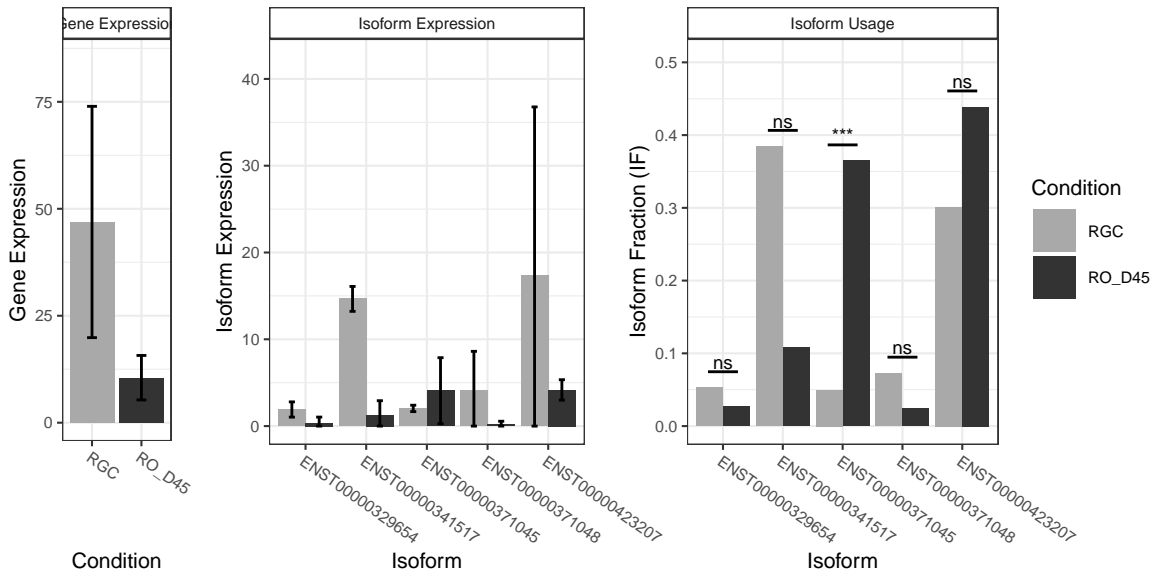 Gene Expression
Gene Expression
75
50
25
0
RGC
RO_D45
Condition
Isoform Expression
Isoform Expression
40
30
20
10
0
ENST00000329654
ENST00000341517
ENST00000371045
ENST00000371048
ENST00000423207
Isoform
Isoform Usage
Isoform Fraction (IF)
0.5
0.4
0.3
0.2
0.1
0.0
ns
ns
***
ns
ns
ENST00000329654
ENST00000341517
ENST00000371045
ENST00000371048
ENST00000423207
Isoform
Condition
RGC
RO_D45